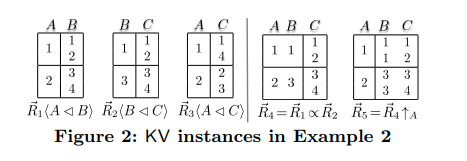 A B B C A C A B C A B C
1 1 2 1 1 2 1 1 4 1 1 1 2 1 1 1 1 2
2 3 4 3 3 4 2 2 3 2 3 3 4 2 3 3 3 4
R⃗₁⟨A ◁ B⟩ R⃗₂⟨B ◁ C⟩ R⃗₃⟨A ◁ C⟩ R⃗₄=R⃗₁ ∝ R⃗₂ R⃗₅=R⃗₄ ↑A
Figure 2: KV instances in Example 2